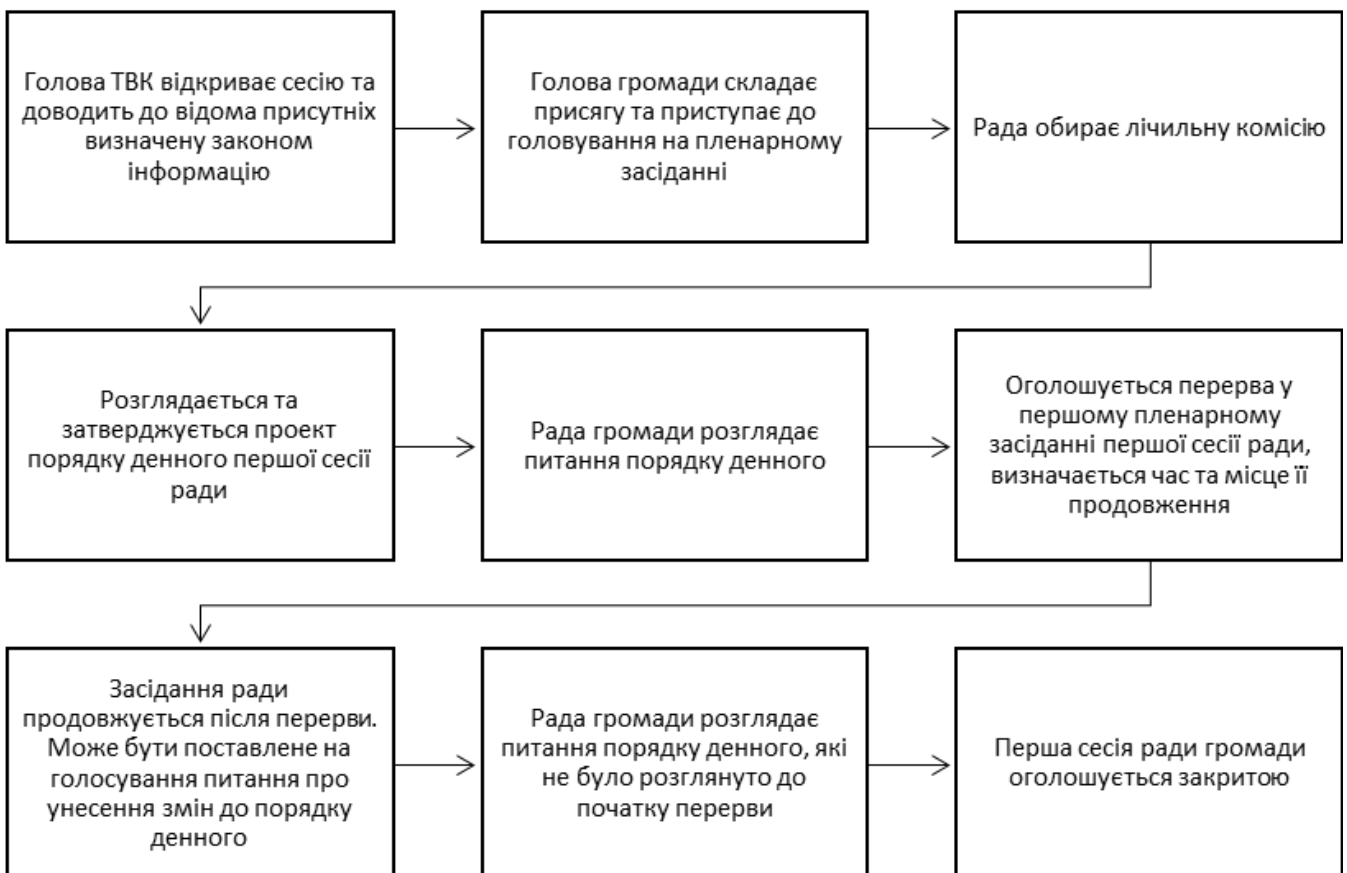 Голова ТВК відкриває сесію та
доводить до відома присутніх
визначену законом
інформацію
Голова громади складає
присягу та приступає до
головування на пленарному
засіданні
Рада обирає лічильну комісію
Розглядається та
затверджується проект
порядку денного першої сесії
ради
Рада громади розглядає
питання порядку денного
Оголошується перерва у
першому пленарному
засіданні першої сесії ради,
визначається час та місце її
продовження
Засідання ради
продовжується після перерви.
Може бути поставлене на
голосування питання про
унесення змін до порядку
денного
Рада громади розглядає
питання порядку денного, які
не було розглянуто до
початку перерви
Перша сесія ради громади
оголошується закритою